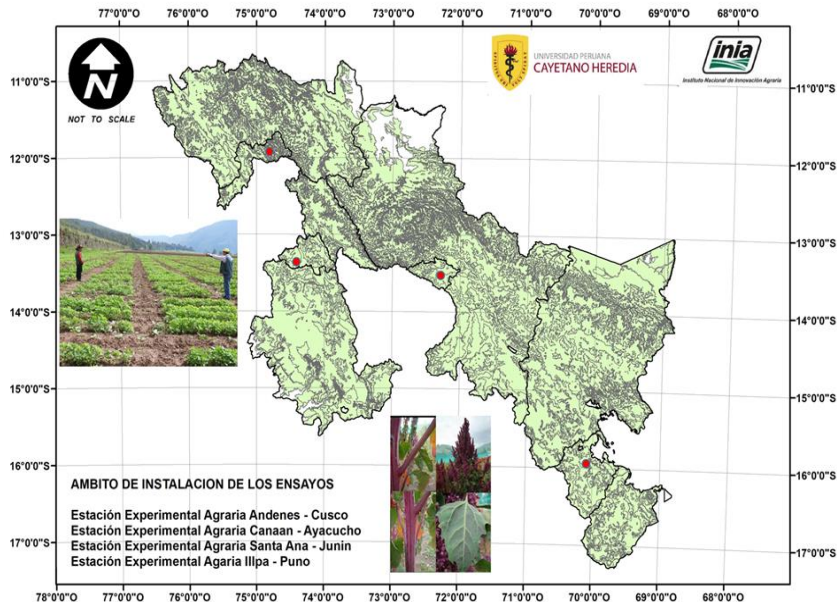 77°0'0"W 76°0'0"W 75°0'0"W 74°0'0"W 73°0'0"W 72°0'0"W 71°0'0"W 70°0'0"W 69°0'0"W
N
NOT TO SCALE
UNIVERSIDAD PERUANA
CAYETANO HEREDIA
inia
Instituto Nacional de Innovación Agraria
11°0'0"S 11°0'0"S
12°0'0"S 12°0'0"S
13°0'0"S 13°0'0"S
14°0'0"S 14°0'0"S
15°0'0"S 15°0'0"S
16°0'0"S 16°0'0"S
17°0'0"S 17°0'0"S
AMBITO DE INSTALACION DE LOS ENSAYOS
Estación Experimental Agraria Andenes - Cusco
Estación Experimental Agraria Canaan - Ayacucho
Estación Experimental Agraria Santa Ana - Junin
Estación Experimental Agaria Illpa - Puno
78°0'0"W 77°0'0"W 76°0'0"W 75°0'0"W 74°0'0"W 73°0'0"W 72°0'0"W 71°0'0"W 70°0'0"W 69°0'0"W 68°0'0"W